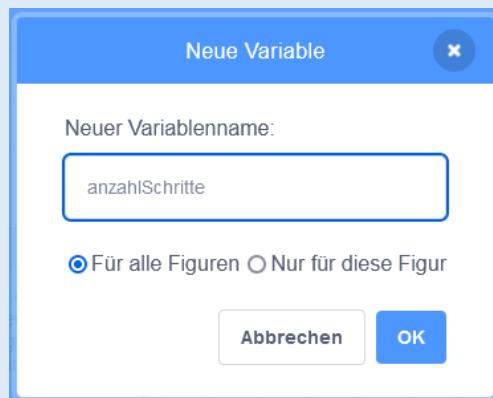 Neue Variable
Neuer Variablenname:
anzahlSchritte
Für alle Figuren Nur für diese Figur
Abbrechen OK